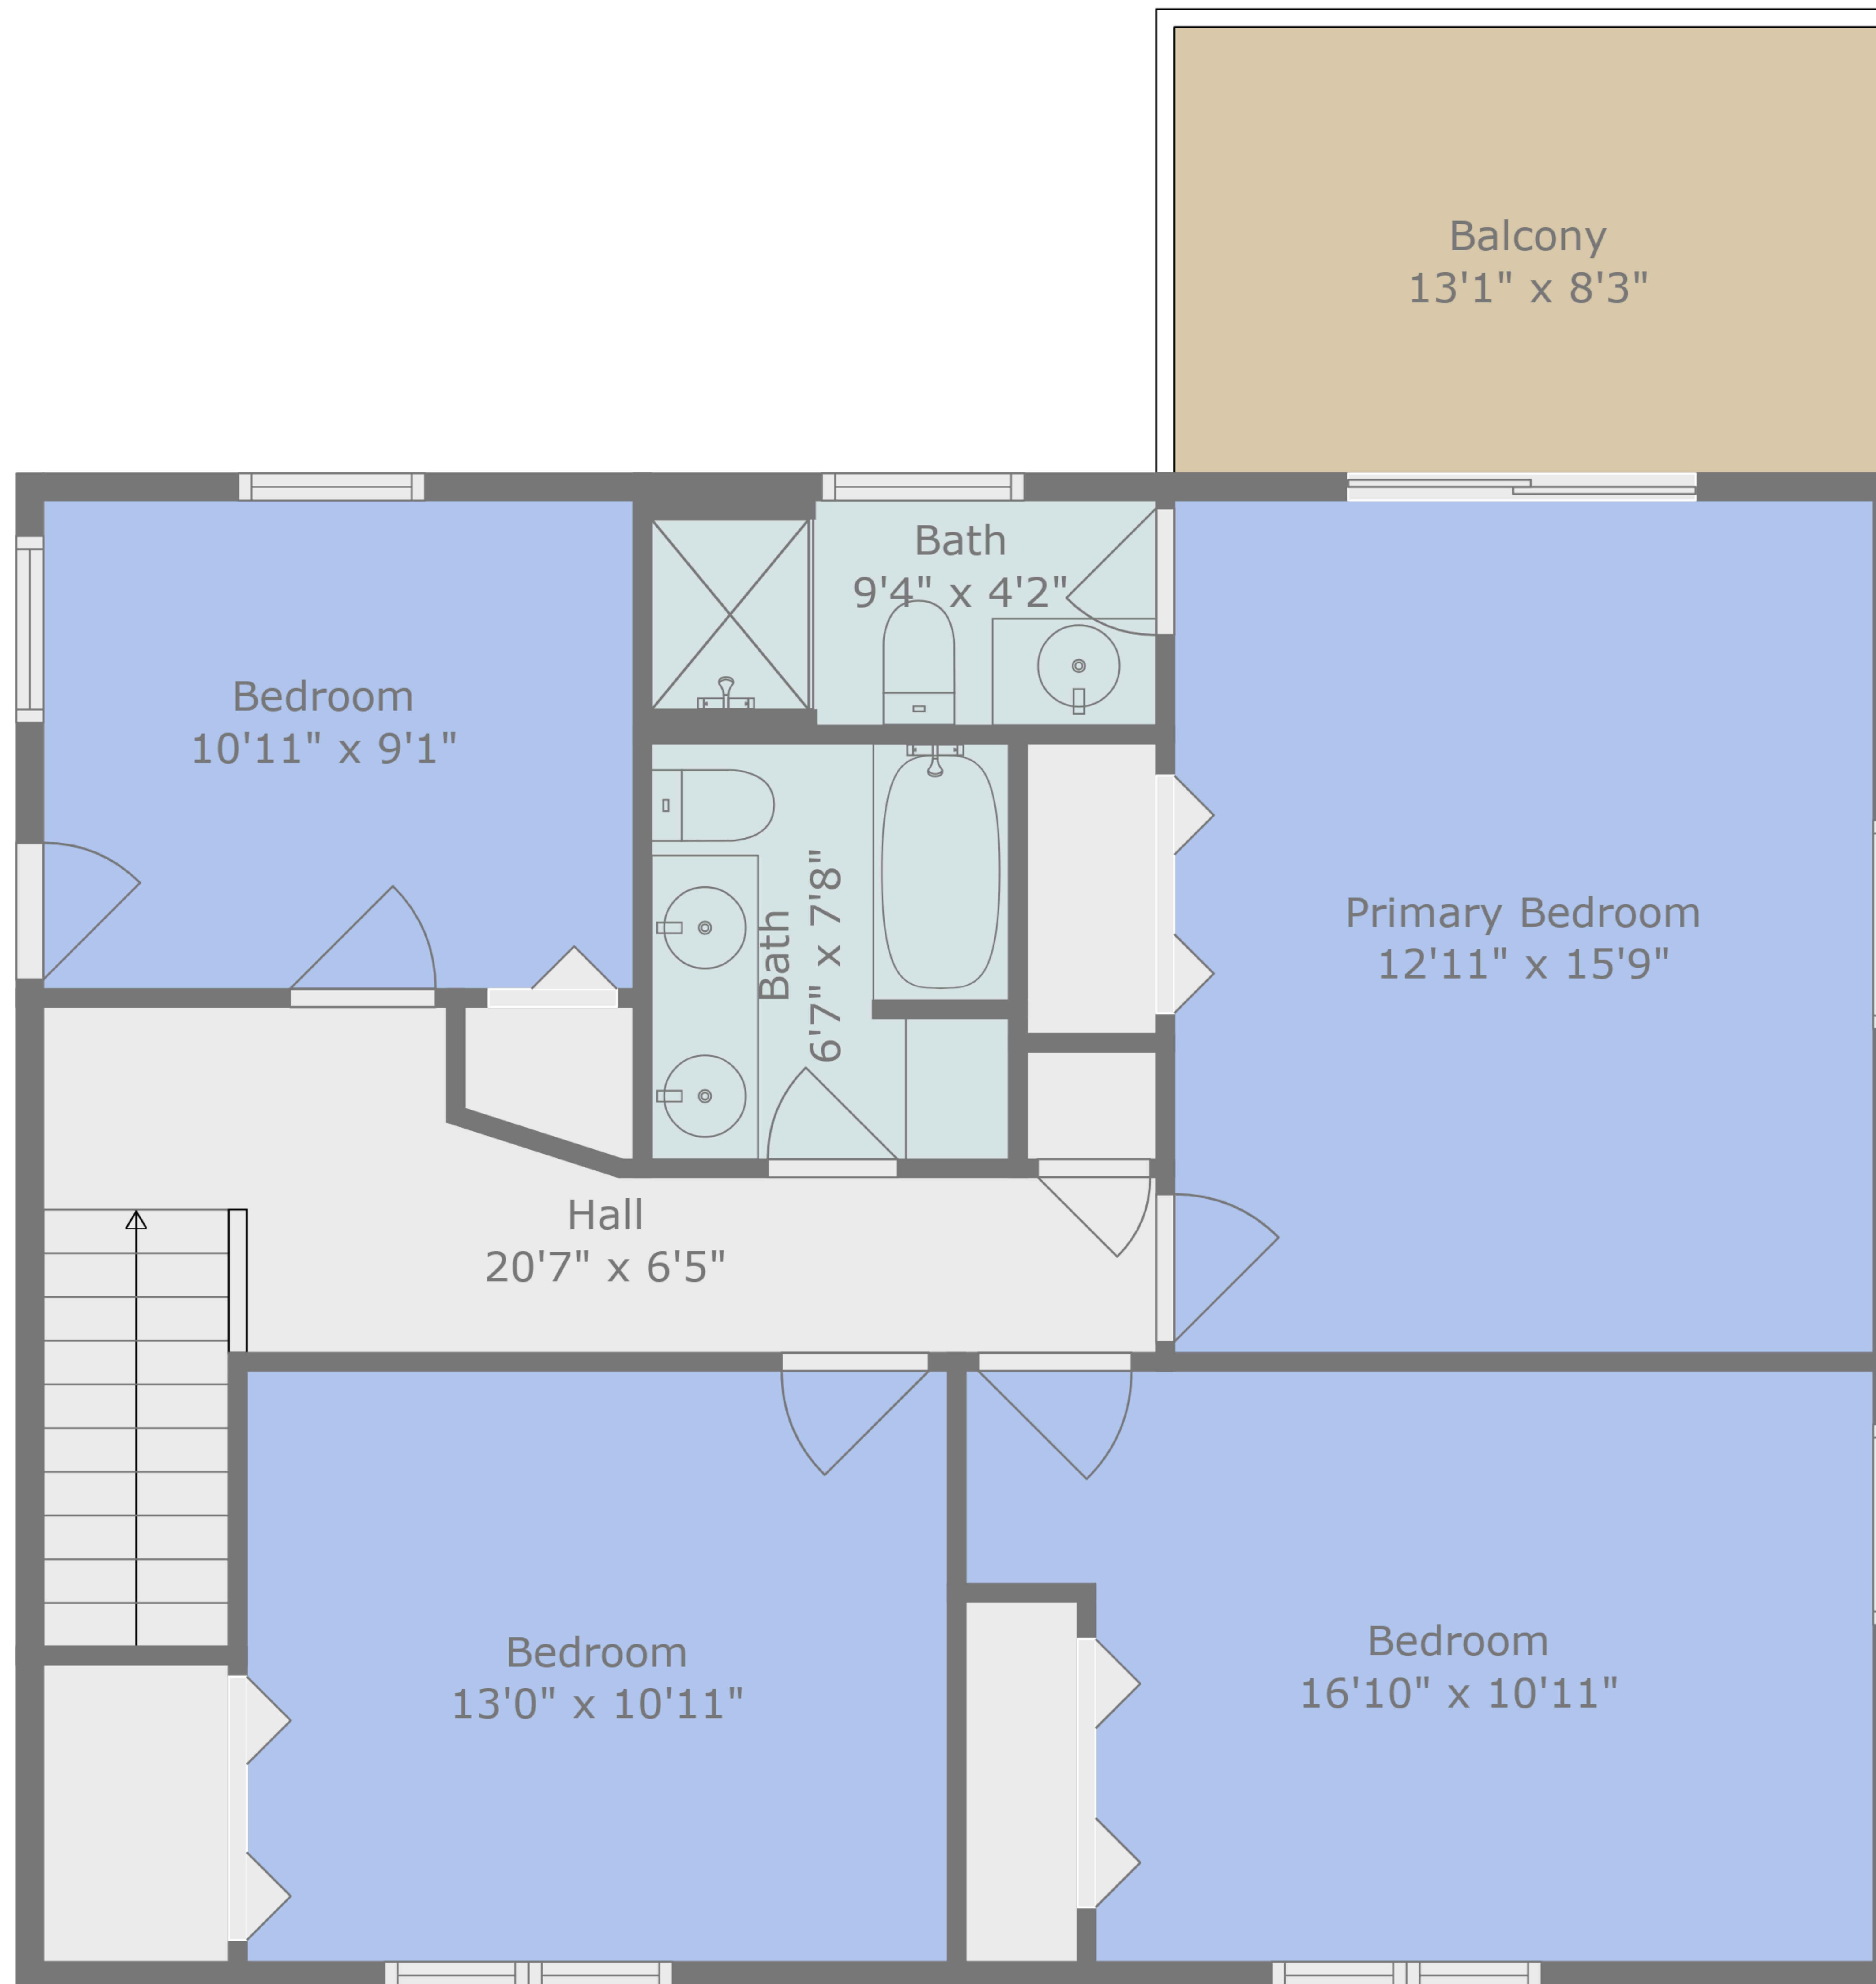 Balcony
13'1" x 8'3"
Bath
9'4" x 4'2"
Bedroom
10'11" x 9'1"
Bath
6'7" x 7'8"
Primary Bedroom
12'11" x 15'9"
Hall
20'7" x 6'5"
Bedroom
13'0" x 10'11"
Bedroom
16'10" x 10'11"